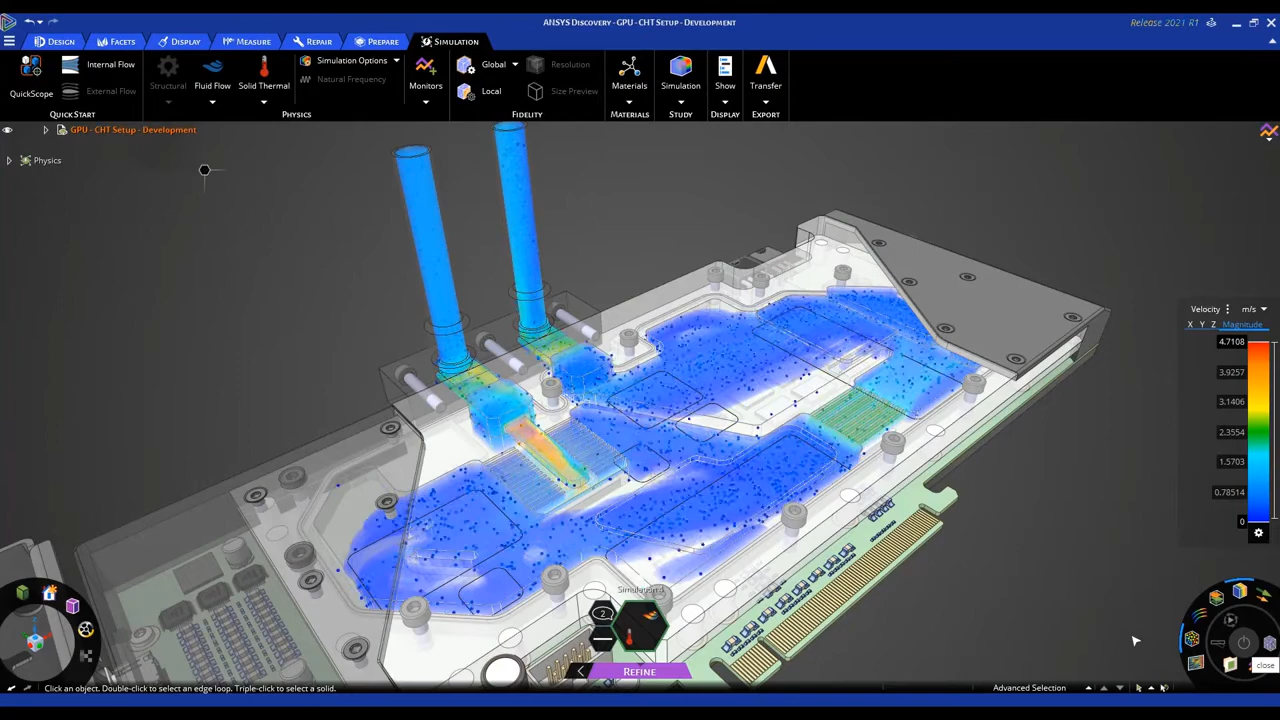 ANSYS Discovery - GPU - CHT Setup - Development
Release 2021 R1
Design Facets Display Measure Repair Prepare Simulation
QuickScope
Internal Flow
External Flow
Quick Start
Structural
Fluid Flow
Solid Thermal
Simulation Options
Natural Frequency
Physics
Monitors
Global
Local
Resolution
Size Preview
Fidelity
Materials
Materials
Simulation
Study
Show
Display
Transfer
Export
GPU - CHT Setup - Development
Physics
Velocity m/s
X Y Z Magnitude
4.7108
3.9257
3.1406
2.3554
1.5703
0.78514
0
2
Refine
close
Click an object. Double-click to select an edge loop. Triple-click to select a solid.
Advanced Selection